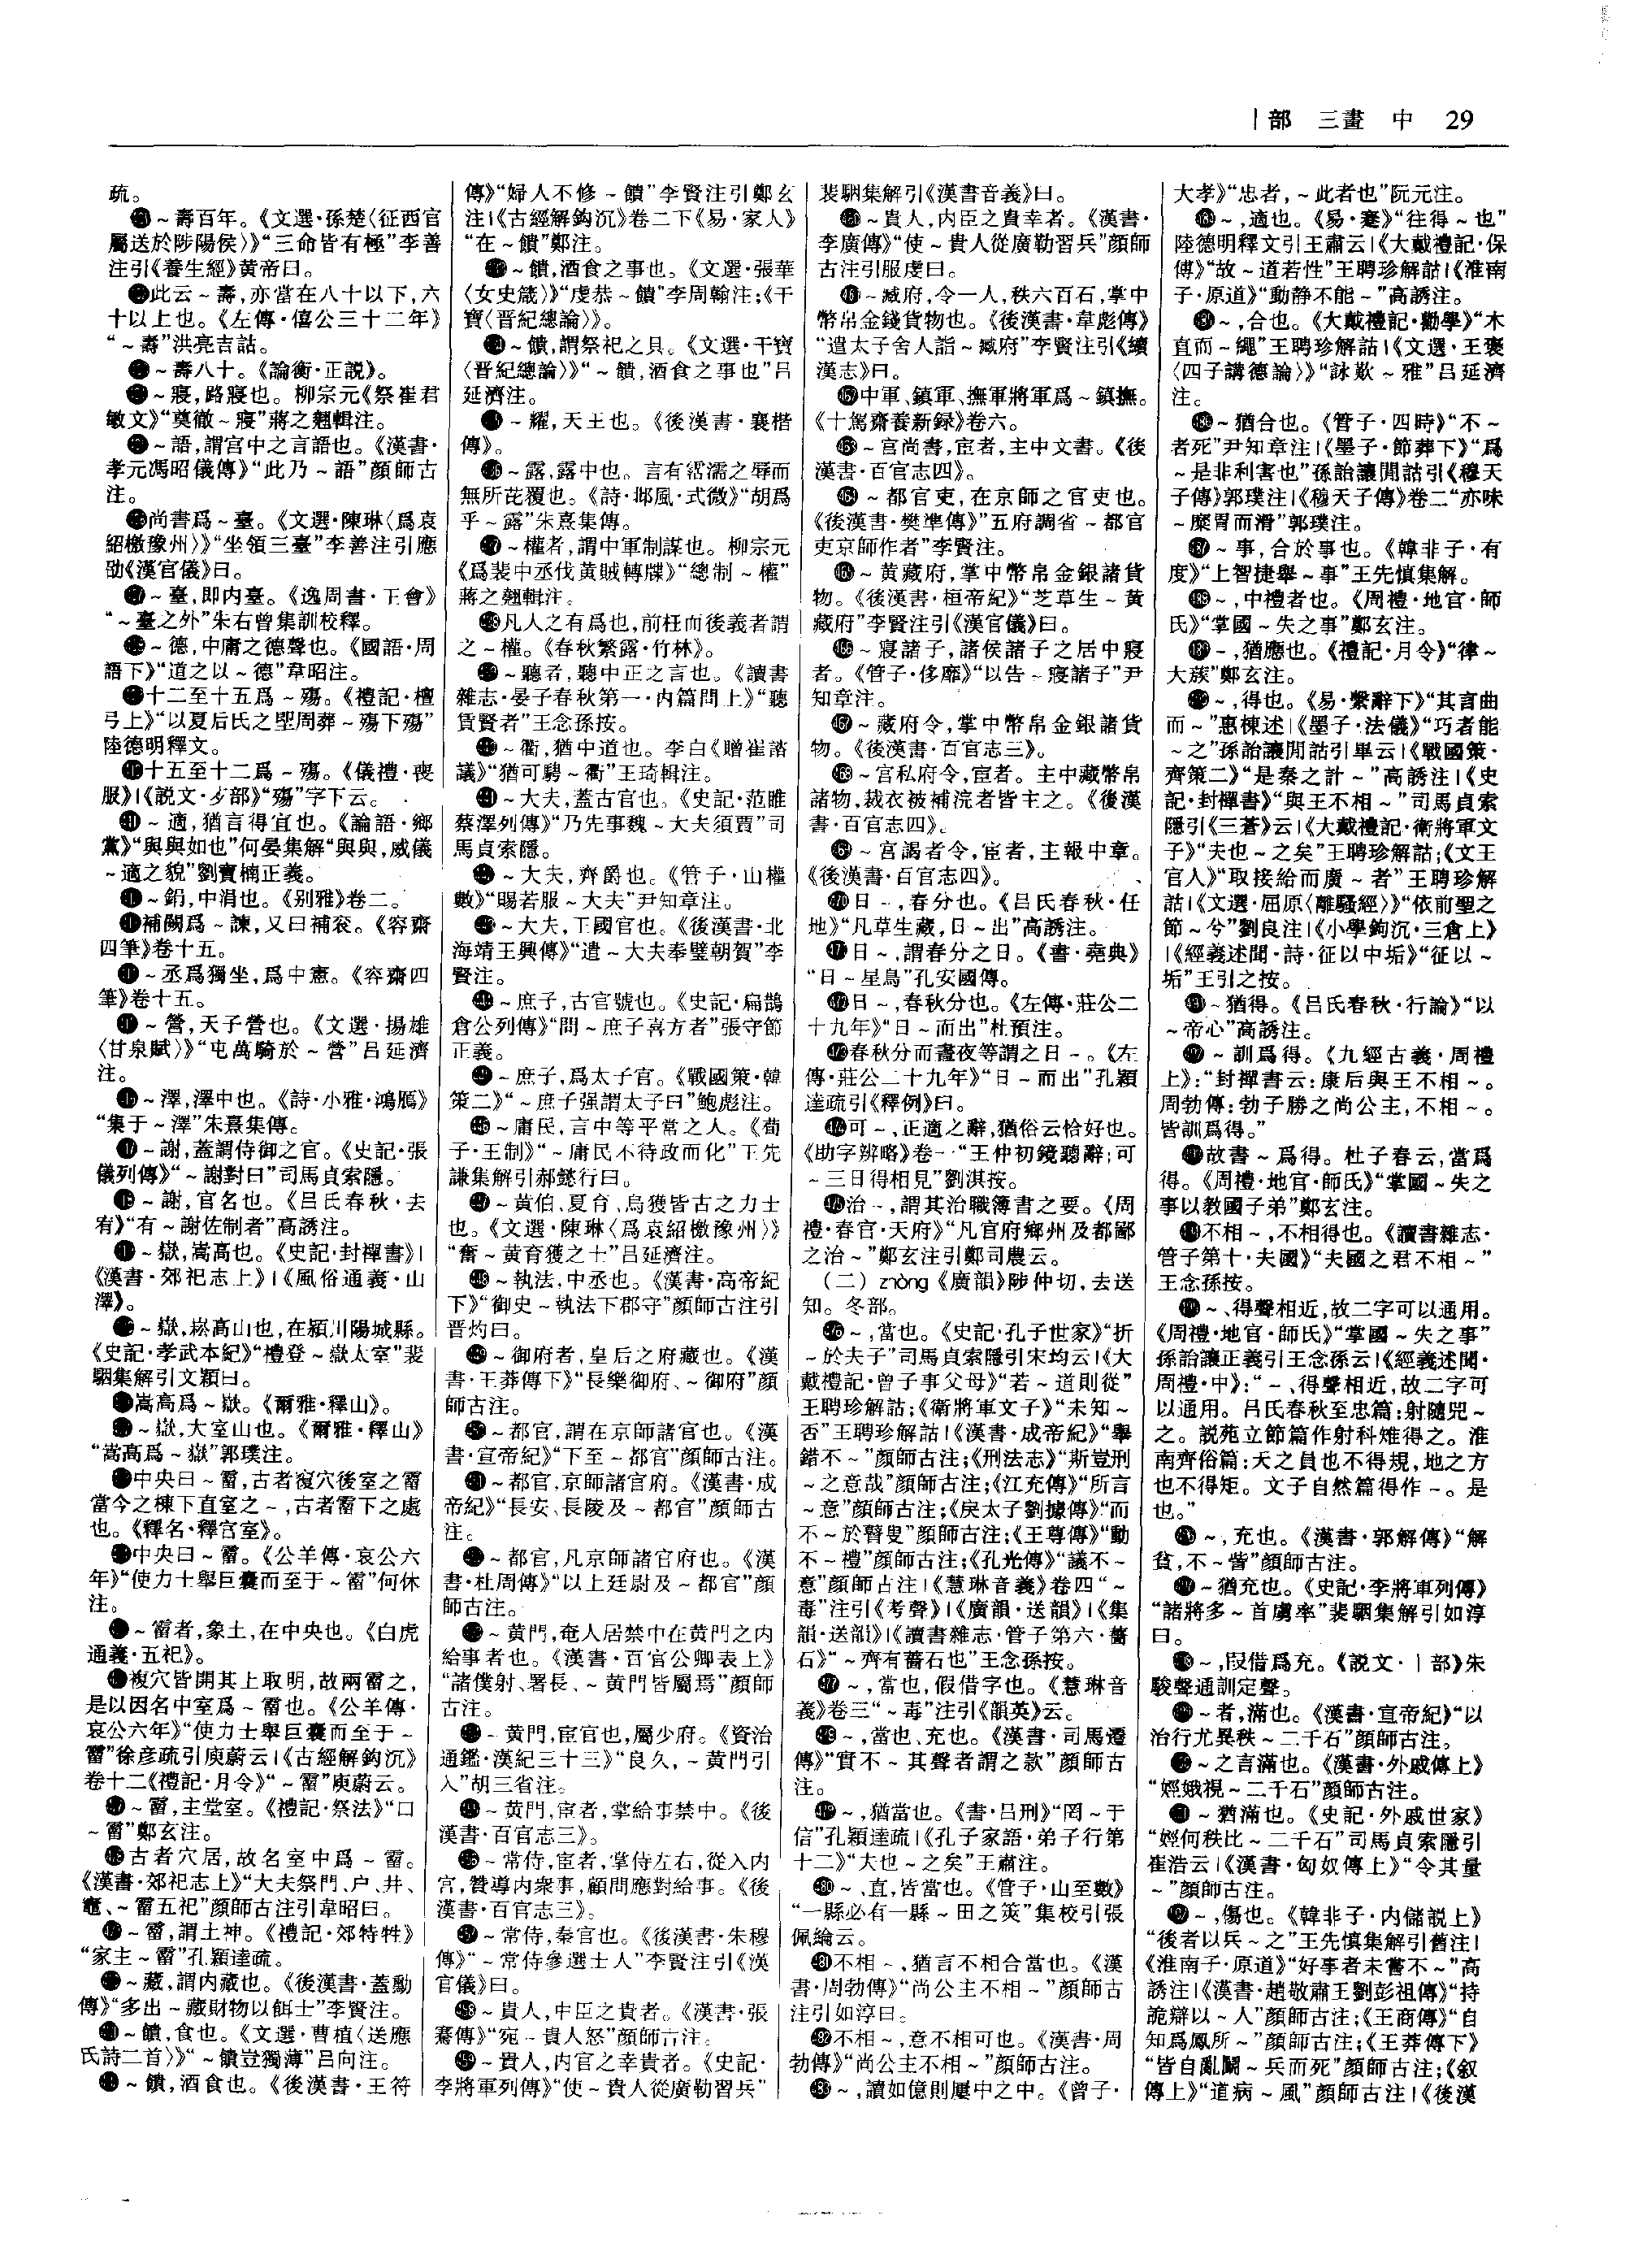 丨部 三畫 中 29
疏。
～壽百年。《文選·孫楚〈征西官
屬送於陟陽侯〉》“三命皆有極”李善
注引《養生經》黄帝曰。
此云～壽,亦當在八十以下,六
十以上也。《左傳·僖公三十二年》
“～壽”洪亮吉詁。
～壽八十。《論衡·正説》。
～寢,路寢也。柳宗元《祭崔君
敏文》“奠徹～寢”蔣之翹輯注。
～語,謂宫中之言語也。《漢書·
孝元馮昭儀傳》“此乃～語”顔師古
注。
尚書爲～臺。《文選·陳琳〈爲袁
紹檄豫州〉》“坐領三臺”李善注引應
劭《漢官儀》曰。
～臺,即内臺。《逸周書·王會》
“～臺之外”朱右曾集訓校釋。
～德,中庸之德聲也。《國語·周
語下》“道之以～德”韋昭注。
十二至十五爲～殤。《禮記·檀
弓上》“以夏后氏之堲周葬～殤下殤”
陸德明釋文。
十五至十二爲～殤。《儀禮·喪
服》|《説文·歺部》“殤”字下云。
～適,猶言得宜也。《論語·鄉
黨》“與與如也”何晏集解“與與,威儀
～適之貌”劉寶楠正義。
～鋗,中涓也。《别雅》卷二。
補闕爲～諫,又曰補衮。《容齋
四筆》卷十五。
～丞爲獨坐,爲中憲。《容齋四
筆》卷十五。
～營,天子營也。《文選·揚雄
〈甘泉賦〉》“屯萬騎於～營”吕延濟
注。
～澤,澤中也。《詩·小雅·鴻鴈》
“集于～澤”朱熹集傳。
～謝,蓋謂侍御之官。《史記·張
儀列傳》“～謝對曰”司馬貞索隱。
～謝,官名也。《吕氏春秋·去
宥》“有～謝佐制者”高誘注。
～嶽,嵩高也。《史記·封禪書》|
《漢書·郊祀志上》|《風俗通義·山
澤》。
～嶽,崧高山也,在潁川陽城縣。
《史記·孝武本紀》“禮登～嶽太室”裴
駰集解引文穎曰。
嵩高爲～嶽。《爾雅·釋山》。
～嶽,大室山也。《爾雅·釋山》
“嵩高爲～嶽”郭璞注。
中央曰～霤,古者復穴後室之霤
當今之棟下直室之～,古者霤下之處
也。《釋名·釋宫室》。
中央曰～霤。《公羊傳·哀公六
年》“使力士舉巨囊而至于～霤”何休
注。
～霤者,象土,在中央也。《白虎
通義·五祀》。
複穴皆開其上取明,故兩霤之,
是以因名中室爲～霤也。《公羊傳·
哀公六年》“使力士舉巨囊而至于～
霤”徐彦疏引庾蔚云|《古經解鈎沉》
卷十二《禮記·月令》“～霤”庾蔚云。
～霤,主堂室。《禮記·祭法》“曰
～霤”鄭玄注。
古者穴居,故名室中爲～霤。
《漢書·郊祀志上》“大夫祭門、户、井、
竈、～霤五祀”顔師古注引韋昭曰。
～霤,謂土神。《禮記·郊特牲》
“家主～霤”孔穎達疏。
～藏,謂内藏也。《後漢書·蓋勳
傳》“多出～藏財物以餌士”李賢注。
～饋,食也。《文選·曹植〈送應
氏詩二首〉》“～饋豈獨薄”吕向注。
～饋,酒食也。《後漢書·王符
傳》“婦人不修～饋”李賢注引鄭玄
注|《古經解鈎沉》卷二下《易·家人》
“在～饋”鄭注。
～饋,酒食之事也。《文選·張華
〈女史箴〉》“虔恭～饋”李周翰注;《干
寶〈晋紀總論〉》。
～饋,謂祭祀之具。《文選·干寶
〈晋紀總論〉》“～饋,酒食之事也”吕
延濟注。
～耀,天王也。《後漢書·襄楷
傳》。
～露,露中也。言有霑濡之辱而
無所芘覆也。《詩·邶風·式微》“胡爲
乎～露”朱熹集傳。
～權者,謂中軍制謀也。柳宗元
《爲裴中丞伐黄賊轉牒》“總制～權”
蔣之翹輯注。
凡人之有爲也,前枉而後義者謂
之～權。《春秋繁露·竹林》。
～聽者,聽中正之言也。《讀書
雜志·晏子春秋第一·内篇問上》“聽
賃賢者”王念孫按。
～衢,猶中道也。李白《贈崔諮
議》“猶可騁～衢”王琦輯注。
～大夫,蓋古官也。《史記·范雎
蔡澤列傳》“乃先事魏～大夫須賈”司
馬貞索隱。
～大夫,齊爵也。《管子·山權
數》“賜若服～大夫”尹知章注。
～大夫,王國官也。《後漢書·北
海靖王興傳》“遣～大夫奉璧朝賀”李
賢注。
～庶子,古官號也。《史記·扁鵲
倉公列傳》“問～庶子喜方者”張守節
正義。
～庶子,爲太子官。《戰國策·韓
策二》“～庶子强謂太子曰”鮑彪注。
～庸民,言中等平常之人。《荀
子·王制》“～庸民不待政而化”王先
謙集解引郝懿行曰。
～黄伯、夏育、烏獲皆古之力士
也。《文選·陳琳〈爲袁紹檄豫州〉》
“奮～黄育獲之士”吕延濟注。
～執法,中丞也。《漢書·高帝紀
下》“御史～執法下郡守”顔師古注引
晋灼曰。
～御府者,皇后之府藏也。《漢
書·王莽傳下》“長樂御府、～御府”顔
師古注。
～都官,謂在京師諸官也。《漢
書·宣帝紀》“下至～都官”顔師古注。
～都官,京師諸官府。《漢書·成
帝紀》“長安、長陵及～都官”顔師古
注。
～都官,凡京師諸官府也。《漢
書·杜周傳》“以上廷尉及～都官”顔
師古注。
～黄門,奄人居禁中在黄門之内
給事者也。《漢書·百官公卿表上》
“諸僕射、署長、～黄門皆屬焉”顔師
古注。
～黄門,宦官也,屬少府。《資治
通鑑·漢紀三十三》“良久,～黄門引
入”胡三省注。
～黄門,宦者,掌給事禁中。《後
漢書·百官志三》。
～常侍,宦者,掌侍左右,從入内
宫,贊導内衆事,顧問應對給事。《後
漢書·百官志三》。
～常侍,秦官也。《後漢書·朱穆
傳》“～常侍參選士人”李賢注引《漢
官儀》曰。
～貴人,中臣之貴者。《漢書·張
騫傳》“宛～貴人怒”顔師古注。
～貴人,内官之幸貴者。《史記·
李將軍列傳》“使～貴人從廣勒習兵”
裴駰集解引《漢書音義》曰。
～貴人,内臣之貴幸者。《漢書·
李廣傳》“使～貴人從廣勒習兵”顔師
古注引服虔曰。
～臧府,令一人,秩六百石,掌中
幣帛金錢貨物也。《後漢書·韋彪傳》
“遣太子舍人詣～臧府”李賢注引《續
漢志》曰。
中軍、鎮軍、撫軍將軍爲～鎮撫。
《十駕齋養新録》卷六。
～宫尚書,宦者,主中文書。《後
漢書·百官志四》。
～都官吏,在京師之官吏也。
《後漢書·樊準傳》“五府調省～都官
吏京師作者”李賢注。
～黄藏府,掌中幣帛金銀諸貨
物。《後漢書·桓帝紀》“芝草生～黄
藏府”李賢注引《漢官儀》曰。
～寢諸子,諸侯諸子之居中寢
者。《管子·侈靡》“以告～寢諸子”尹
知章注。
～藏府令,掌中幣帛金銀諸貨
物。《後漢書·百官志三》。
～宫私府令,宦者。主中藏幣帛
諸物,裁衣被補浣者皆主之。《後漢
書·百官志四》。
～宫謁者令,宦者,主報中章。
《後漢書·百官志四》。
日～,春分也。《吕氏春秋·任
地》“凡草生藏,日～出”高誘注。
日～,謂春分之日。《書·堯典》
“日～星鳥”孔安國傳。
日～,春秋分也。《左傳·莊公二
十九年》“日～而出”杜預注。
春秋分而晝夜等謂之日～。《左
傳·莊公二十九年》“日～而出”孔穎
達疏引《釋例》曰。
可～,正適之辭,猶俗云恰好也。
《助字辨略》卷一“王仲初鏡聽辭;可
～三日得相見”劉淇按。
治～,謂其治職簿書之要。《周
禮·春官·天府》“凡官府鄉州及都鄙
之治～”鄭玄注引鄭司農云。
(二) zhòng《廣韻》陟仲切,去送
知。冬部。
～,當也。《史記·孔子世家》“折
～於夫子”司馬貞索隱引宋均云|《大
戴禮記·曾子事父母》“若～道則從”
王聘珍解詁;《衛將軍文子》“未知～
否”王聘珍解詁|《漢書·成帝紀》“舉
錯不～”顔師古注;《刑法志》“斯豈刑
～之意哉”顔師古注;《江充傳》“所言
～意”顔師古注;《戾太子劉據傳》“而
不～於瞽叟”顔師古注;《王尊傳》“動
不～禮”顔師古注;《孔光傳》“議不～
意”顔師古注|《慧琳音義》卷四“～
毒”注引《考聲》|《廣韻·送韻》|《集
韻·送韻》|《讀書雜志·管子第六·菑
石》“～齊有菑石也”王念孫按。
～,當也,假借字也。《慧琳音
義》卷三“～毒”注引《韻英》云。
～,當也、充也。《漢書·司馬遷
傳》“實不～其聲者謂之款”顔師古
注。
～,猶當也。《書·吕刑》“罔～于
信”孔穎達疏|《孔子家語·弟子行第
十二》“夫也～之矣”王肅注。
～、直,皆當也。《管子·山至數》
“一縣必有一縣～田之筴”集校引張
佩綸云。
不相～,猶言不相合當也。《漢
書·周勃傳》“尚公主不相～”顔師古
注引如淳曰。
不相～,意不相可也。《漢書·周
勃傳》“尚公主不相～”顔師古注。
～,讀如億則屢中之中。《曾子·
大孝》“忠者,～此者也”阮元注。
～,適也。《易·蹇》“往得～也”
陸德明釋文引王肅云|《大戴禮記·保
傅》“故～道若性”王聘珍解詁|《淮南
子·原道》“動静不能～”高誘注。
～,合也。《大戴禮記·勸學》“木
直而～繩”王聘珍解詁|《文選·王褒
〈四子講德論〉》“詠歎～雅”吕延濟
注。
～猶合也。《管子·四時》“不～
者死”尹知章注|《墨子·節葬下》“爲
～是非利害也”孫詒讓閒詁引《穆天
子傳》郭璞注|《穆天子傳》卷二“亦味
～糜胃而滑”郭璞注。
～事,合於事也。《韓非子·有
度》“上智捷舉～事”王先慎集解。
～,中禮者也。《周禮·地官·師
氏》“掌國～失之事”鄭玄注。
～,猶應也。《禮記·月令》“律～
大蔟”鄭玄注。
～,得也。《易·繫辭下》“其言曲
而～”惠棟述|《墨子·法儀》“巧者能
～之”孫詒讓閒詁引畢云|《戰國策·
齊策二》“是秦之計～”高誘注|《史
記·封禪書》“與王不相～”司馬貞索
隱引《三蒼》云|《大戴禮記·衛將軍文
子》“夫也～之矣”王聘珍解詁;《文王
官人》“取接給而廣～者”王聘珍解
詁|《文選·屈原〈離騷經〉》“依前聖之
節～兮”劉良注|《小學鈎沉·三倉上》
|《經義述聞·詩·征以中垢》“征以～
垢”王引之按。
～猶得。《吕氏春秋·行論》“以
～帝心”高誘注。
～訓爲得。《九經古義·周禮
上》:“封禪書云:康后與王不相～。
周勃傳:勃子勝之尚公主,不相～。
皆訓爲得。”
故書～爲得。杜子春云,當爲
得。《周禮·地官·師氏》“掌國～失之
事以教國子弟”鄭玄注。
不相～,不相得也。《讀書雜志·
管子第十·夫國》“夫國之君不相～”
王念孫按。
～、得聲相近,故二字可以通用。
《周禮·地官·師氏》“掌國～失之事”
孫詒讓正義引王念孫云|《經義述聞·
周禮·中》:“～、得聲相近,故二字可
以通用。吕氏春秋至忠篇:射隨兕～
之。説苑立節篇作射科雉得之。淮
南齊俗篇:天之員也不得規,地之方
也不得矩。文子自然篇得作～。是
也。”
～,充也。《漢書·郭解傳》“解
貧,不～訾”顔師古注。
～猶充也。《史記·李將軍列傳》
“諸將多～首虜率”裴駰集解引如淳
曰。
～,叚借爲充。《説文·丨部》朱
駿聲通訓定聲。
～者,滿也。《漢書·宣帝紀》“以
治行尤異秩～二千石”顔師古注。
～之言滿也。《漢書·外戚傳上》
“娙娥視～二千石”顔師古注。
～猶滿也。《史記·外戚世家》
“娙何秩比～二千石”司馬貞索隱引
崔浩云|《漢書·匈奴傳上》“令其量
～”顔師古注。
～,傷也。《韓非子·内儲説上》
“後者以兵～之”王先慎集解引舊注|
《淮南子·原道》“好事者未嘗不～”高
誘注|《漢書·趙敬肅王劉彭祖傳》“持
詭辯以～人”顔師古注;《王商傳》“自
知爲鳳所～”顔師古注;《王莽傳下》
“皆自亂鬭～兵而死”顔師古注;《叙
傳上》“道病～風”顔師古注|《後漢